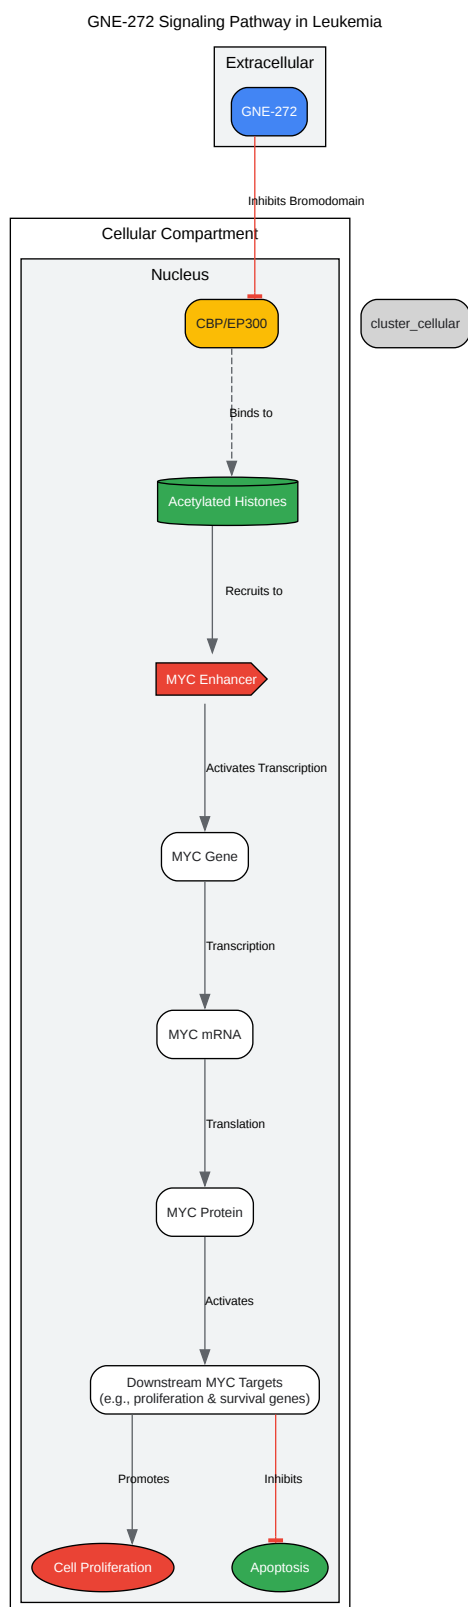 GNE-272 Signaling Pathway in Leukemia
Extracellular
GNE-272
Inhibits Bromodomain
Cellular Compartment
Nucleus
CBP/EP300
cluster_cellular
Binds to
Acetylated Histones
Recruits to
MYC Enhancer
Activates Transcription
MYC Gene
Transcription
MYC mRNA
Translation
MYC Protein
Activates
Downstream MYC Targets
(e.g., proliferation & survival genes)
Promotes
Inhibits
Cell Proliferation
Apoptosis